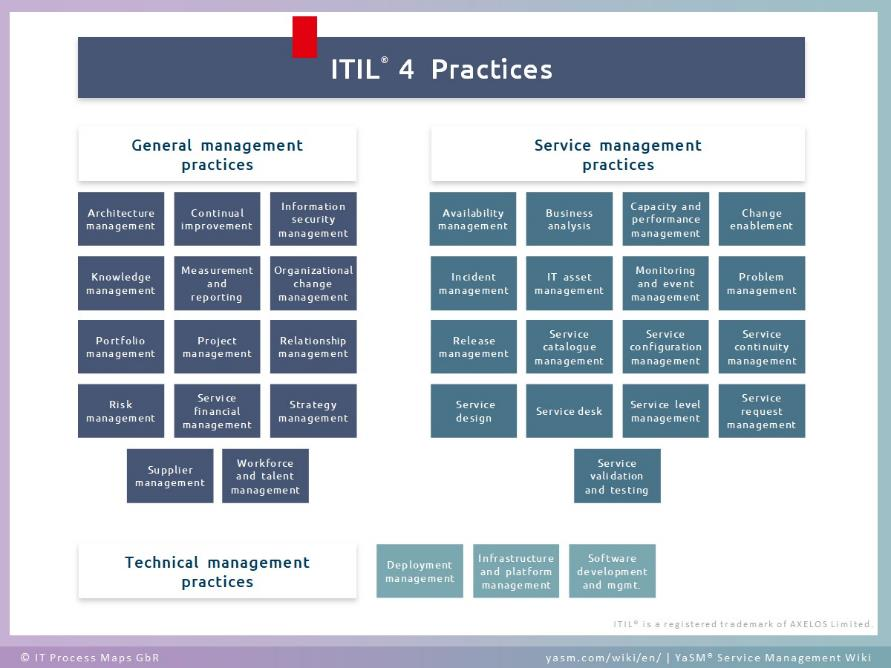 ITIL® 4 Practices
General management
practices
Architecture
management
Continual
improvement
Information
security
management
Knowledge
management
Measurement
and
reporting
Organizational
change
management
Portfolio
management
Project
management
Relationship
management
Risk
management
Service
financial
management
Strategy
management
Supplier
management
Workforce
and talent
management
Service management
practices
Availability
management
Business
analysis
Capacity and
performance
management
Change
enablement
Incident
management
IT asset
management
Monitoring
and event
management
Problem
management
Release
management
Service
catalogue
management
Service
configuration
management
Service
continuity
management
Service
design
Service desk
Service level
management
Service
request
management
Service
validation
and testing
Technical management
practices
Deployment
management
Infrastructure
and platform
management
Software
development
and mgmt.
ITIL® is a registered trademark of AXELOS Limited.
© IT Process Maps GbR
yasm.com/wiki/en/ | YaSM® Service Management Wiki